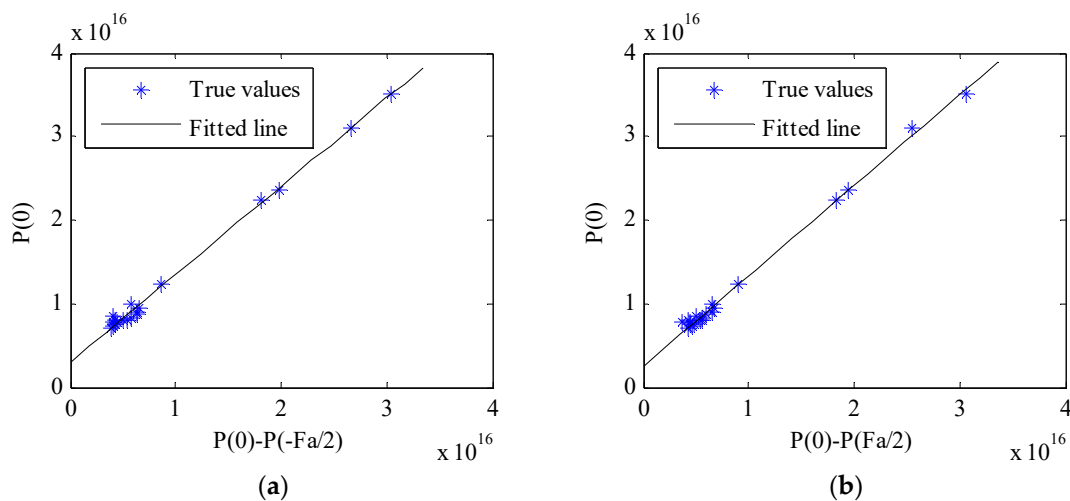 x 10^16
4
3
2
1
0
P(0)
True values
Fitted line
0 1 2 3 4
P(0)-P(-Fa/2)
x 10^16
(a)
x 10^16
4
3
2
1
0
P(0)
True values
Fitted line
0 1 2 3 4
P(0)-P(Fa/2)
x 10^16
(b)